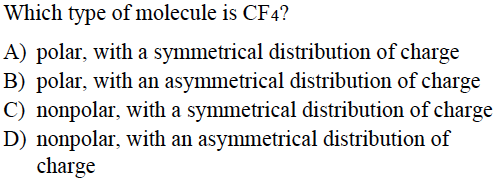 Which type of molecule is CF4?
A) polar, with a symmetrical distribution of charge
B) polar, with an asymmetrical distribution of charge
C) nonpolar, with a symmetrical distribution of charge
D) nonpolar, with an asymmetrical distribution of
charge